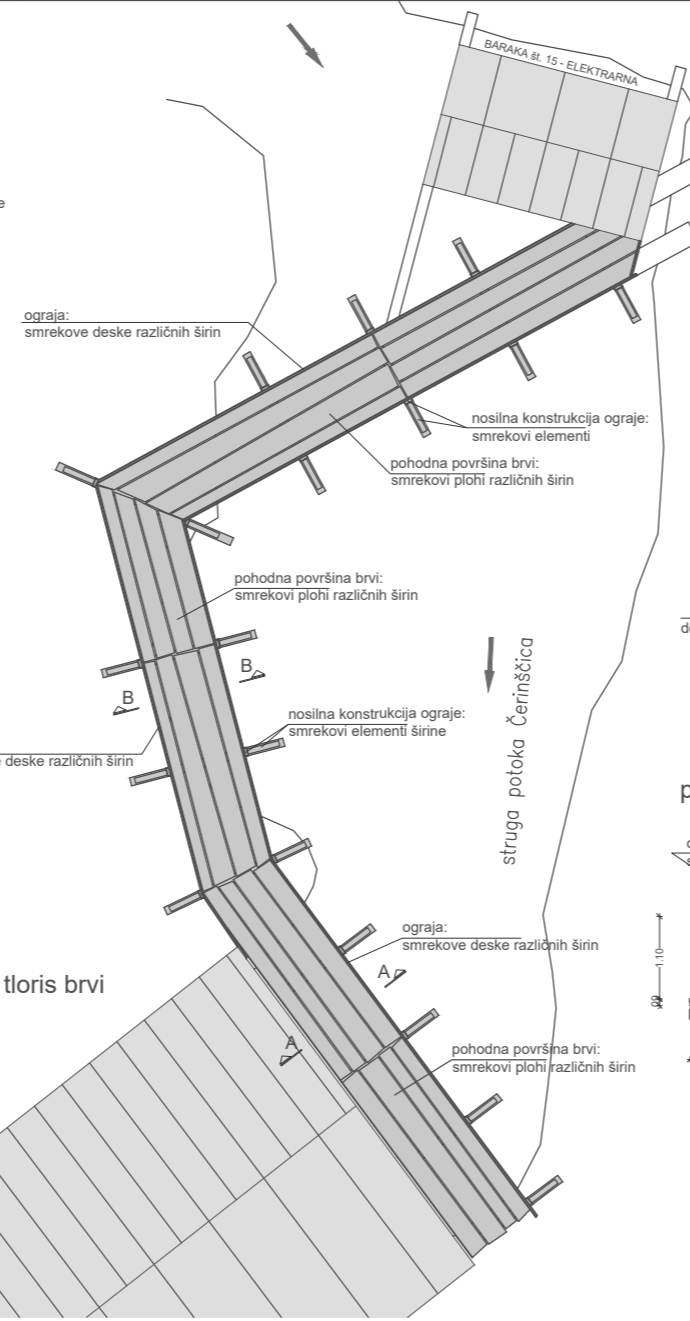 BARAKA št. 15 - ELEKTRARNA
e
ograja:
smrekove deske različnih širin
nosilna konstrukcija ograje:
smrekovi elementi
pohodna površina brvi:
smrekovi plohi različnih širin
pohodna površina brvi:
smrekovi plohi različnih širin
B
B
de
nosilna konstrukcija ograje:
smrekovi elementi širine
struga potoka Čerinščica
e deske različnih širin
p
ograja:
smrekove deske različnih širin
A
tloris brvi
1.10
A
pohodna površina brvi:
smrekovi plohi različnih širin